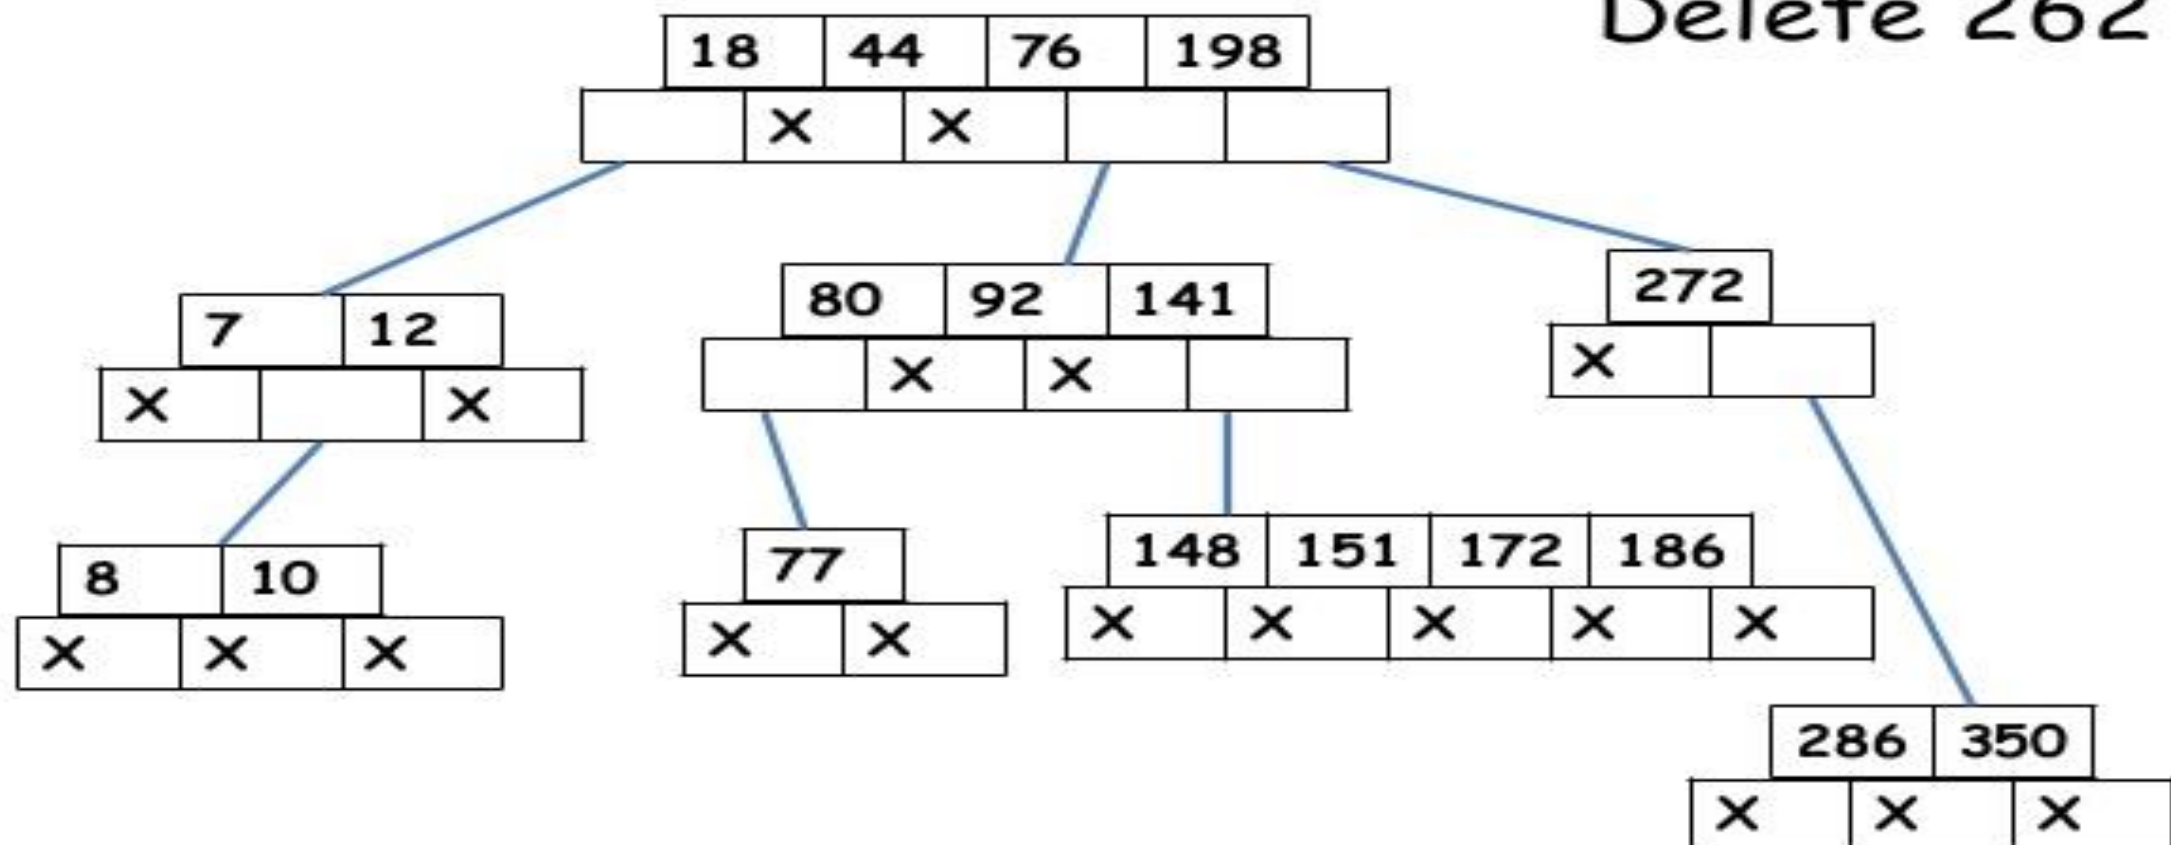 Delete 262
18 44 76 198
X X
7 12
X X
80 92 141
X X
272
X
8 10
X X X
77
X X
148 151 172 186
X X X X X
286 350
X X X